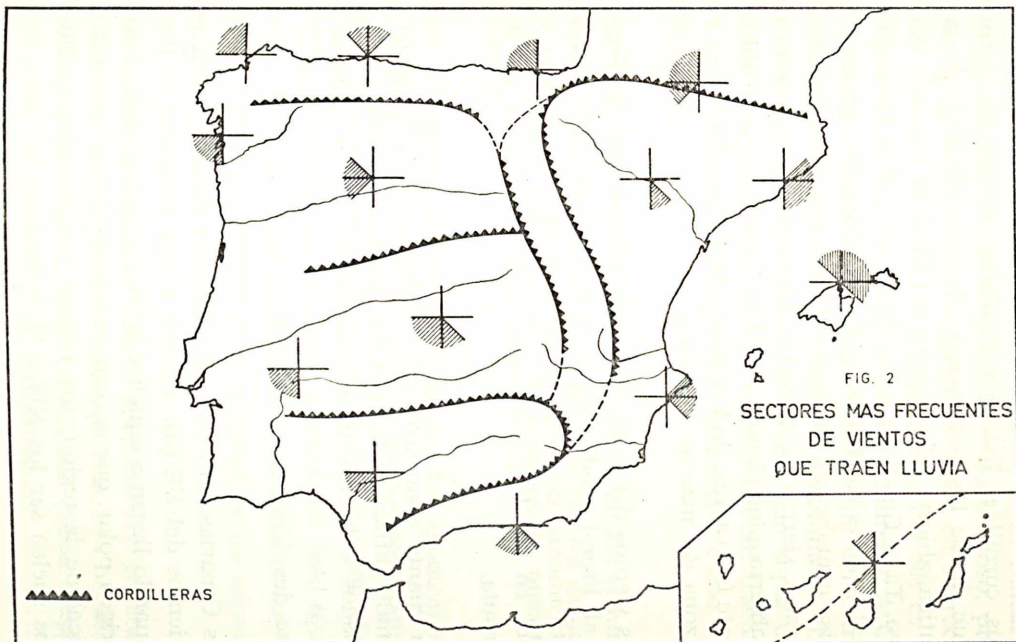 FIG. 2
SECTORES MAS FRECUENTES
DE VIENTOS
QUE TRAEN LLUVIA
CORDILLERAS